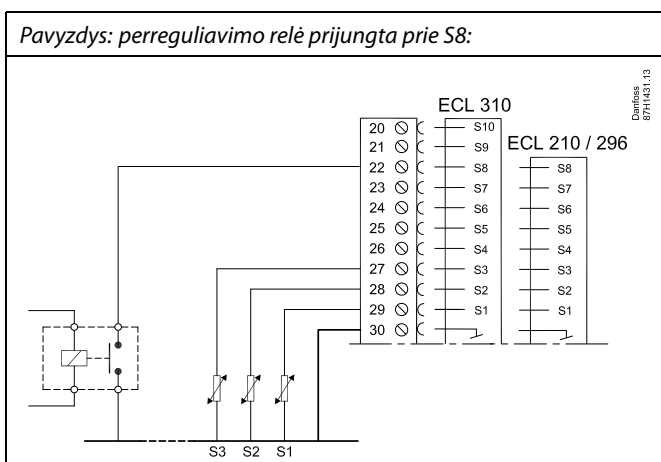 Pavyzdys: perreguliavimo relė prijungta prie S8:
Danfoss
87H1431.13
ECL 310
ECL 210 / 296
20 S10
21 S9
22 S8 S8
23 S7 S7
24 S6 S6
25 S5 S5
26 S4 S4
27 S3 S3
28 S2 S2
29 S1 S1
30
S3 S2 S1